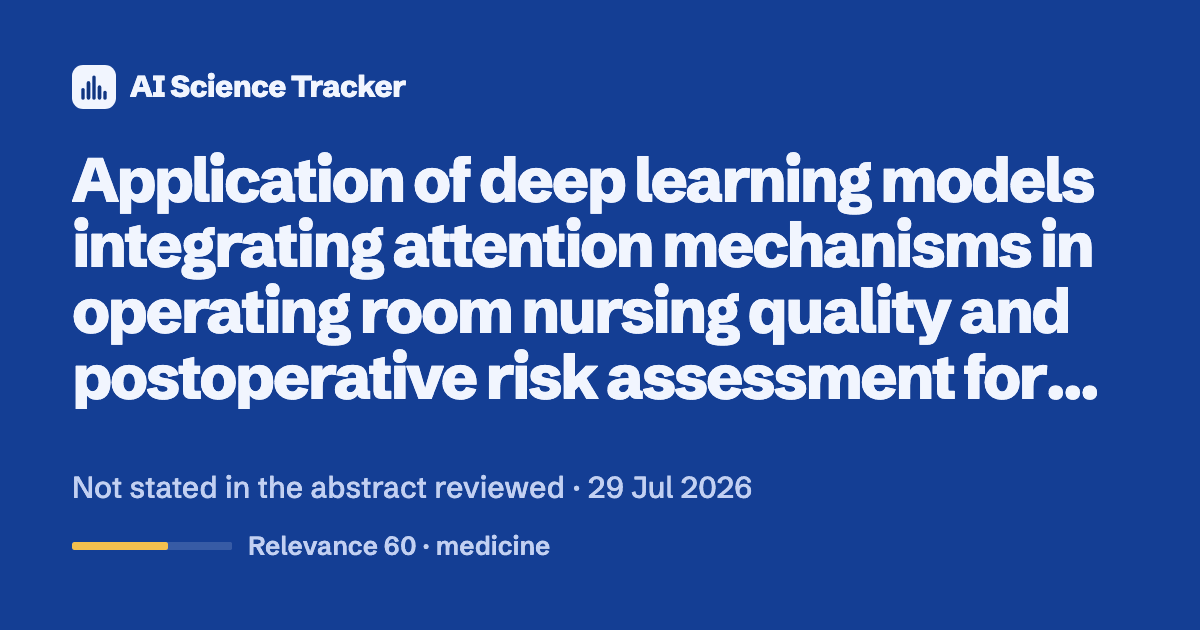 AI Science Tracker
Application of deep learning models
integrating attention mechanisms in
operating room nursing quality and
postoperative risk assessment for...
Not stated in the abstract reviewed · 29 Jul 2026
Relevance 60 · medicine